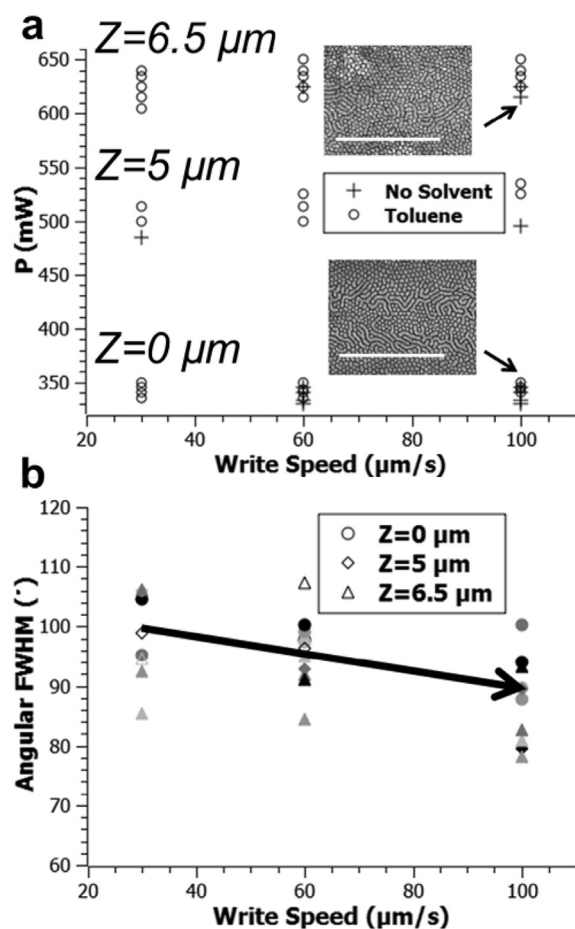 a
Z=6.5 µm
Z=5 µm
Z=0 µm
650
600
550
500
450
400
350
P (mW)
+ No Solvent
○ Toluene
20 40 60 80 100
Write Speed (µm/s)
b
120
110
100
90
80
70
60
Angular FWHM (°)
Z=0 µm
Z=5 µm
Z=6.5 µm
20 40 60 80 100
Write Speed (µm/s)